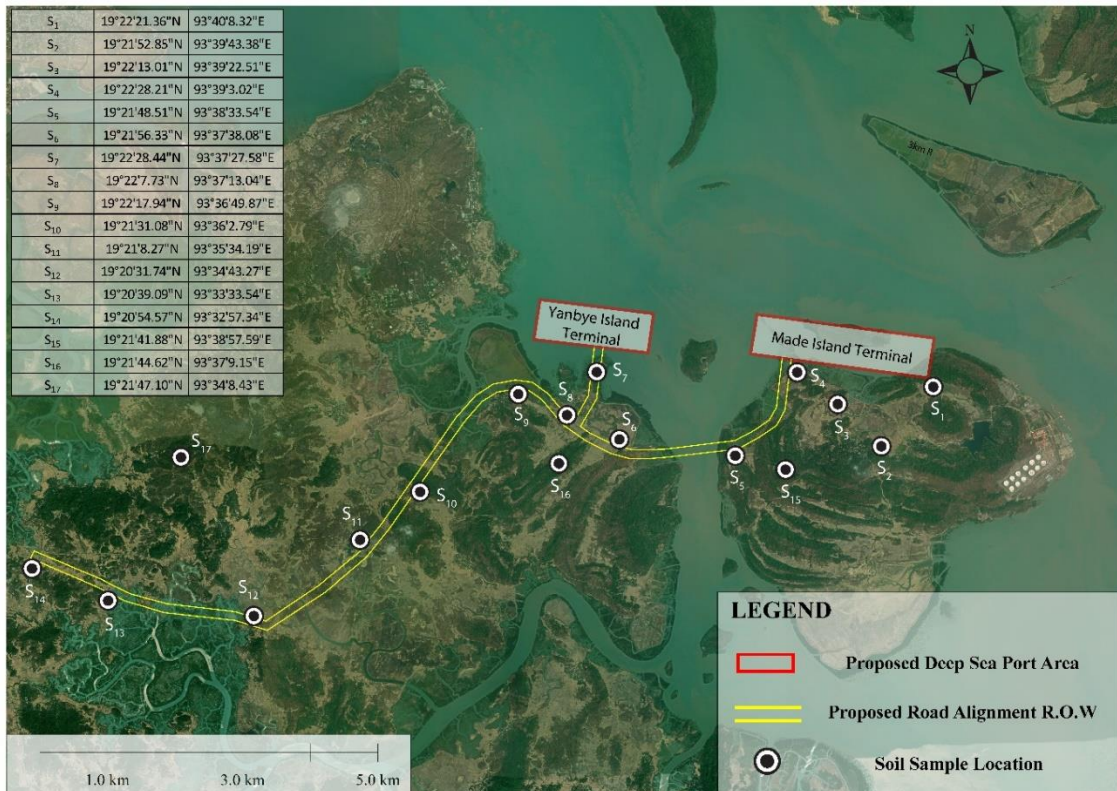 S1 19°22'21.36"N 93°40'8.32"E
S2 19°21'52.85"N 93°39'43.38"E
S3 19°22'13.01"N 93°39'22.51"E
S4 19°22'28.21"N 93°39'3.02"E
S5 19°21'48.51"N 93°38'33.54"E
S6 19°21'56.33"N 93°37'38.08"E
S7 19°22'28.44"N 93°37'27.58"E
S8 19°22'7.73"N 93°37'13.04"E
S9 19°22'17.94"N 93°36'49.87"E
S10 19°21'31.08"N 93°36'2.79"E
S11 19°21'8.27"N 93°35'34.19"E
S12 19°20'31.74"N 93°34'43.27"E
S13 19°20'39.09"N 93°33'33.54"E
S14 19°20'54.57"N 93°32'57.34"E
S15 19°21'41.88"N 93°38'57.59"E
S16 19°21'44.62"N 93°37'9.15"E
S17 19°21'47.10"N 93°34'8.43"E
N
3km R
Yanbye Island
Terminal
Made Island Terminal
S7
S4
S1
S9
S8
S3
S6
S2
S17
S16
S5
S15
S10
S11
S14
S13
S12
LEGEND
Proposed Deep Sea Port Area
Proposed Road Alignment R.O.W
Soil Sample Location
1.0 km 3.0 km 5.0 km